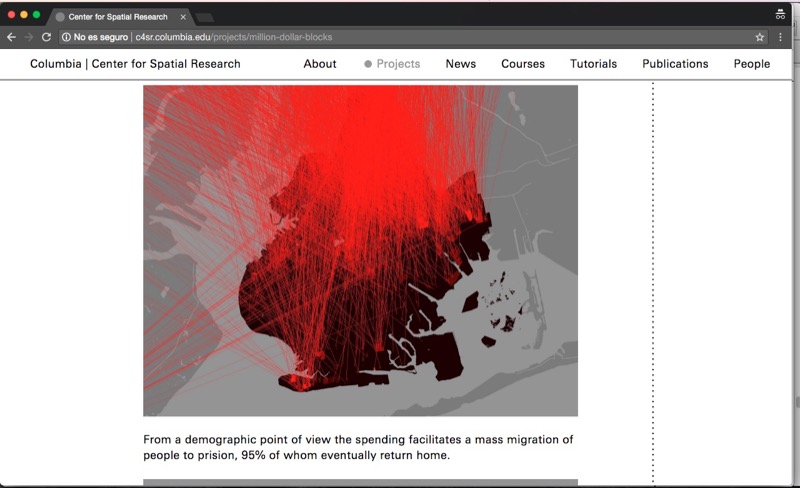 Center for Spatial Research
No es seguro | c4sr.columbia.edu/projects/million-dollar-blocks
Columbia | Center for Spatial Research About Projects News Courses Tutorials Publications People
From a demographic point of view the spending facilitates a mass migration of
people to prision, 95% of whom eventually return home.